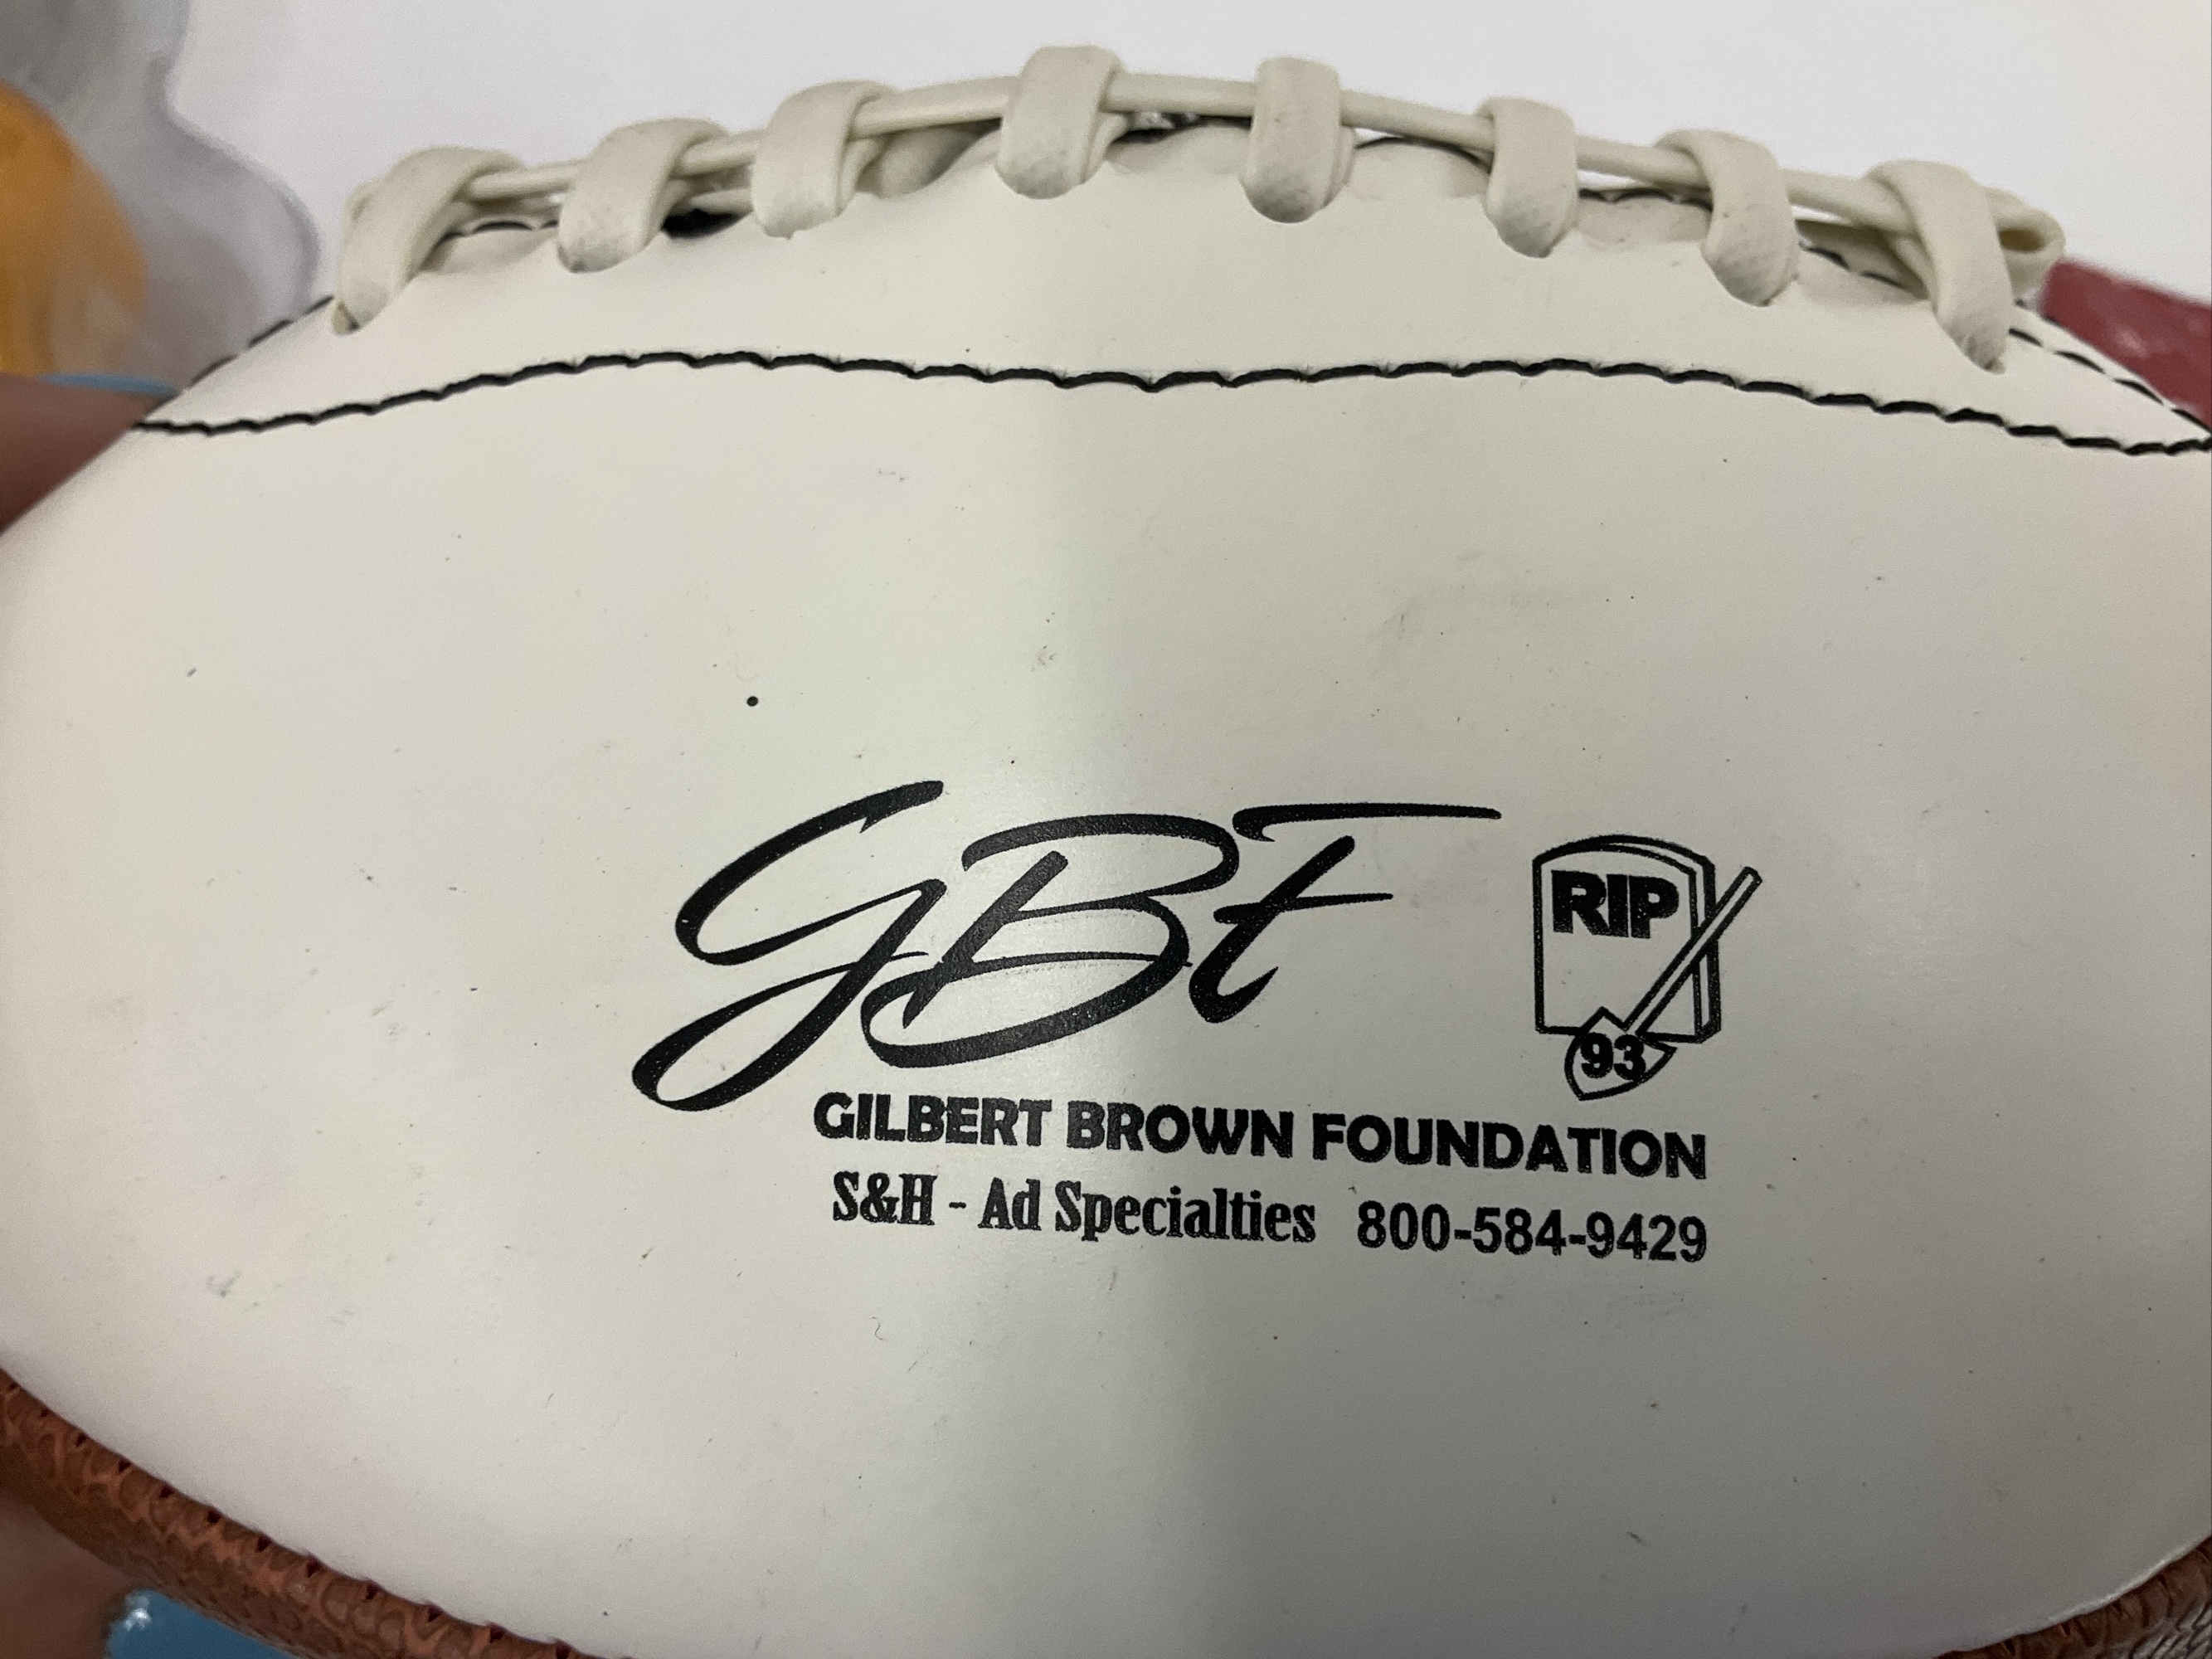 GBF
RIP
93
GILBERT BROWN FOUNDATION
S&H - Ad Specialties 800-584-9429